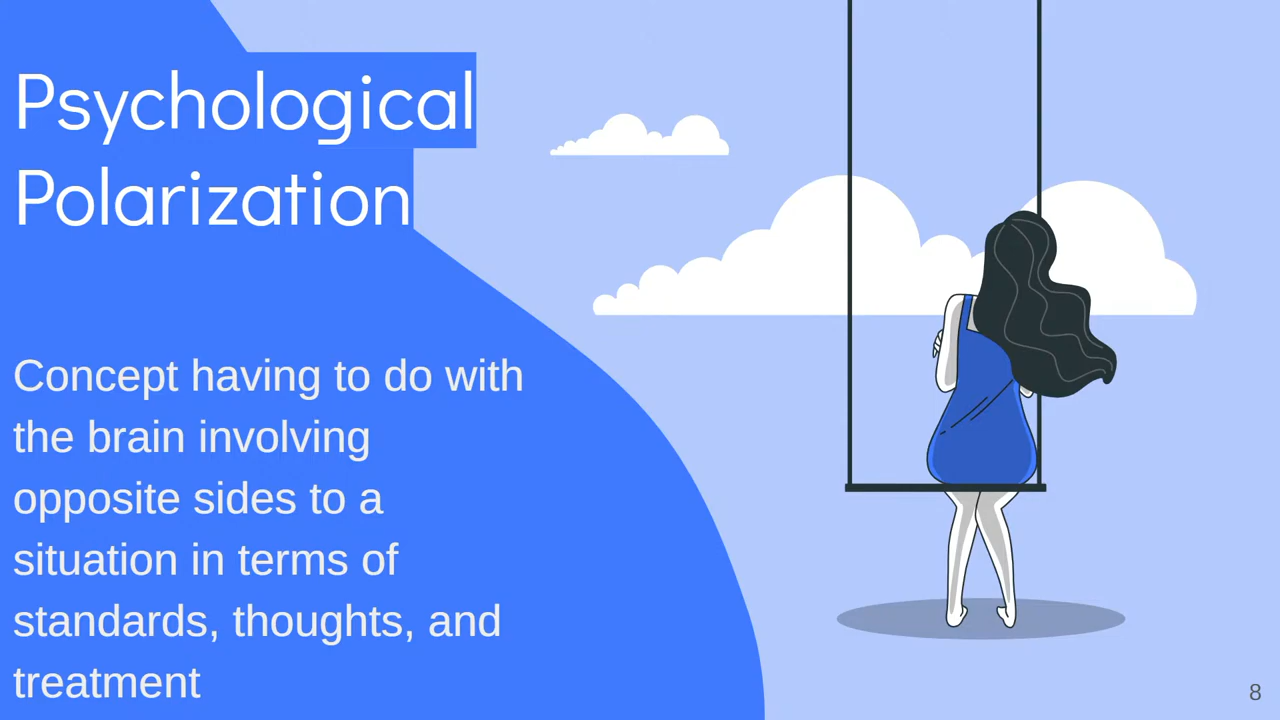 Psychological
Polarization
Concept having to do with
the brain involving
opposite sides to a
situation in terms of
standards, thoughts, and
treatment
8